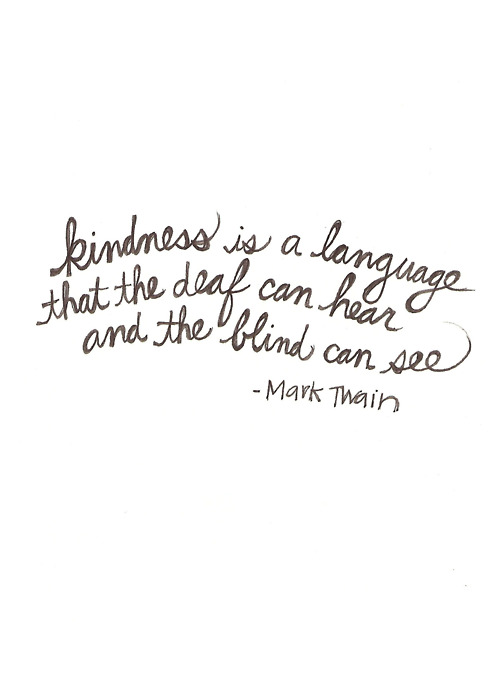 kindness is a language
that the deaf can hear
and the blind can see
-Mark Twain